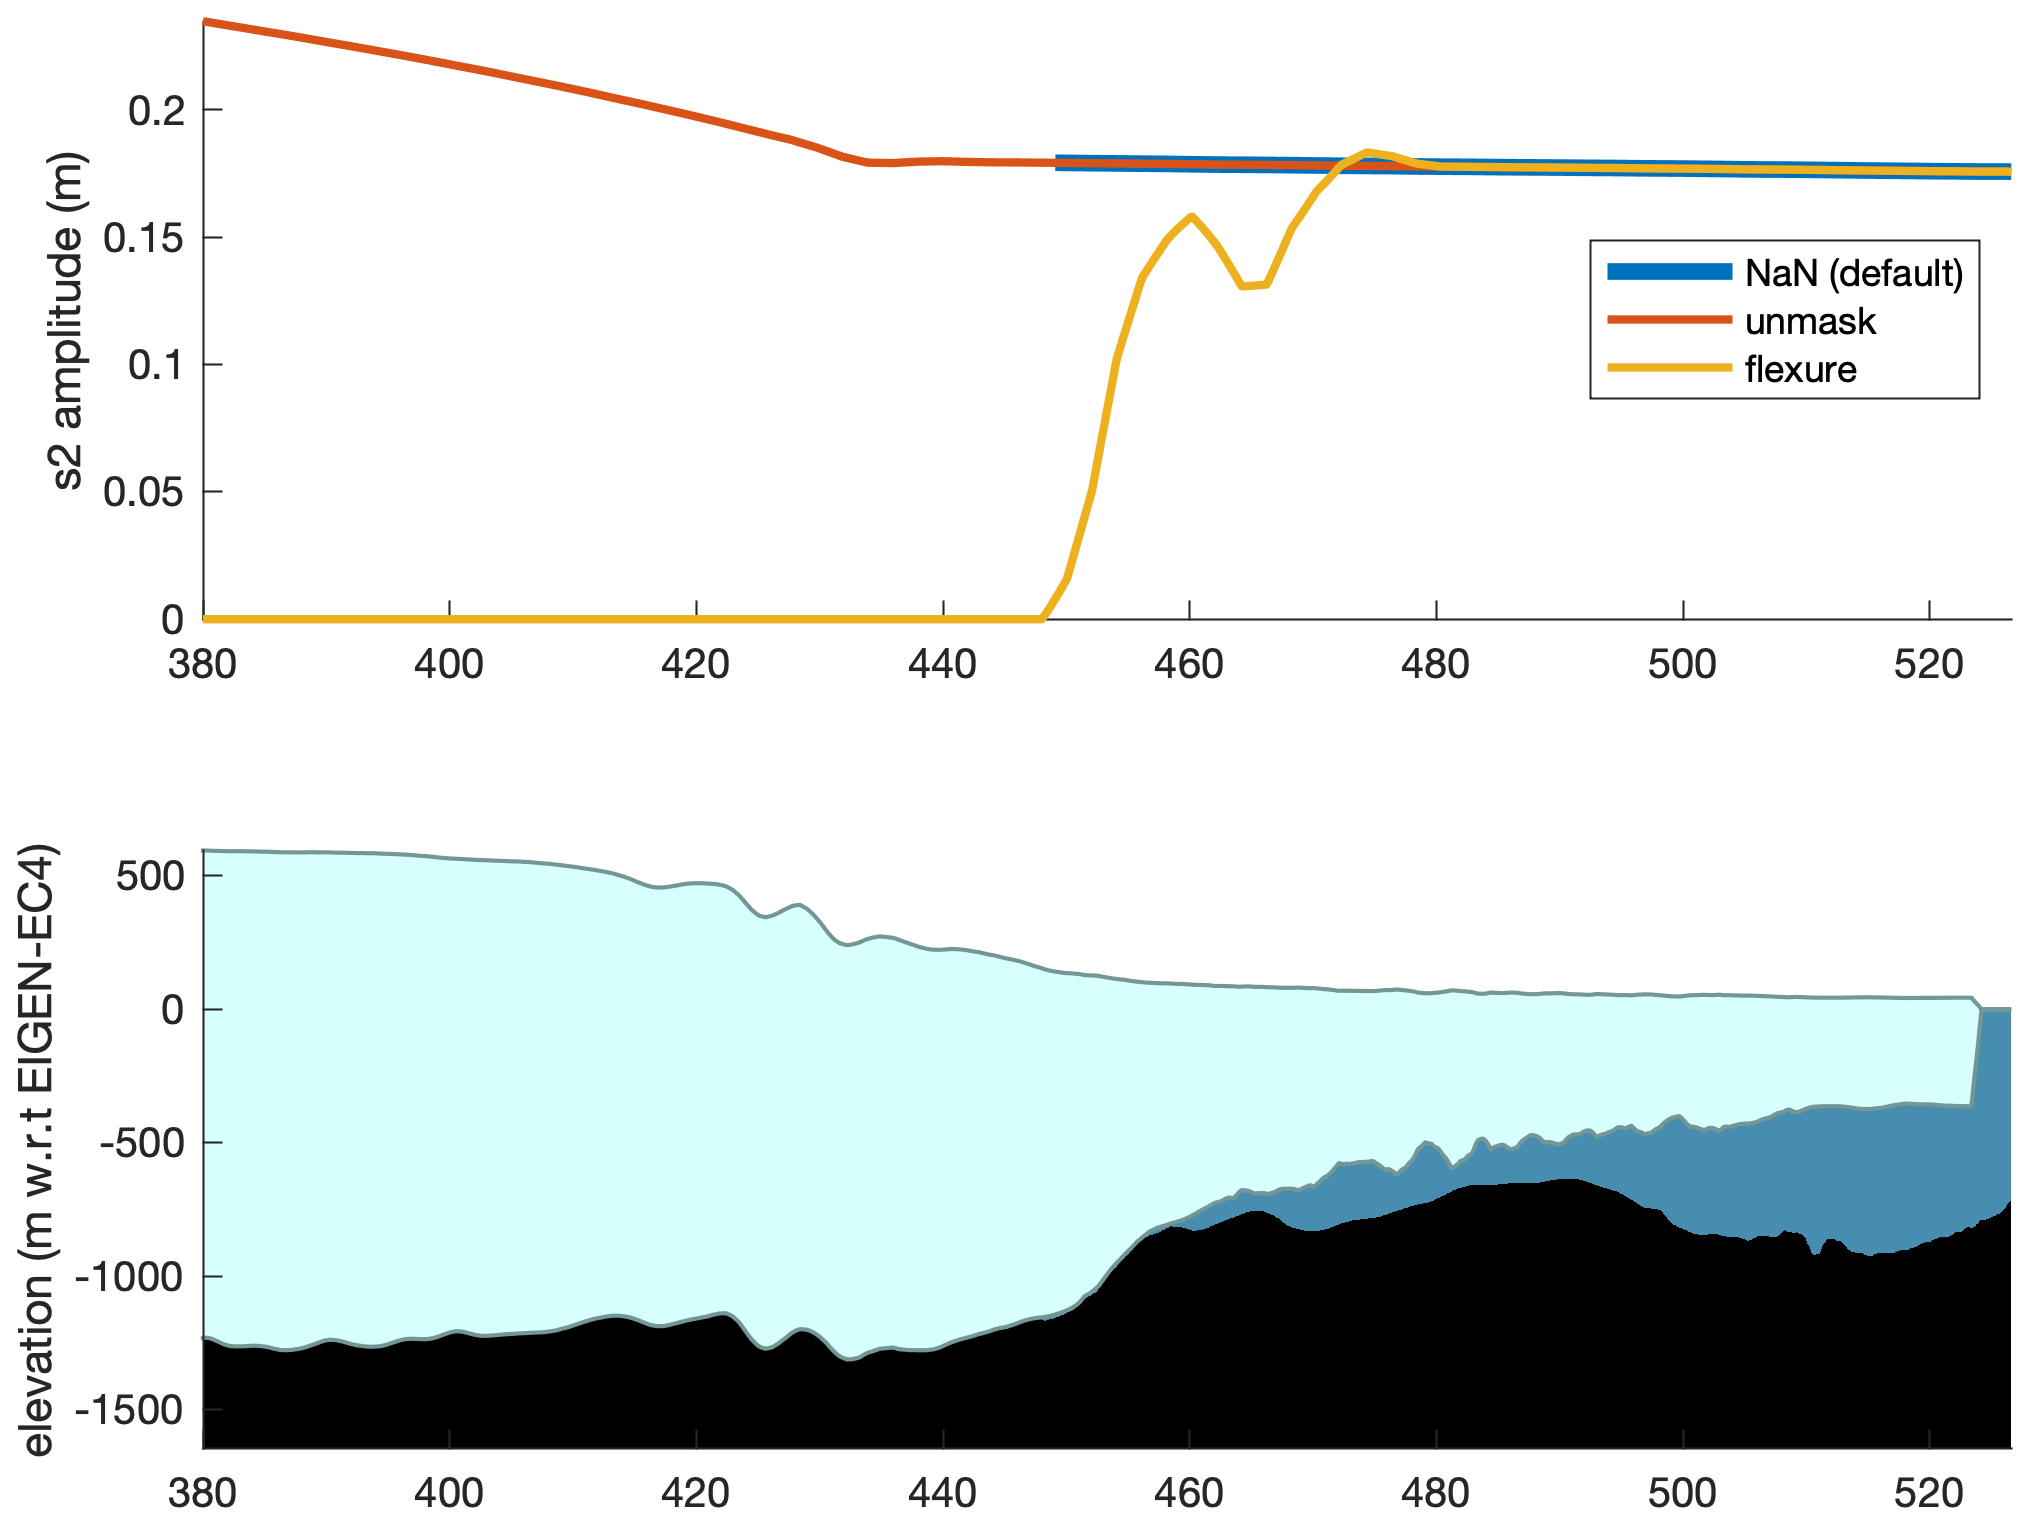 s2 amplitude (m)
0.2
0.15
0.1
0.05
0
380 400 420 440 460 480 500 520
NaN (default)
unmask
flexure
elevation (m w.r.t EIGEN-EC4)
500
0
-500
-1000
-1500
380 400 420 440 460 480 500 520